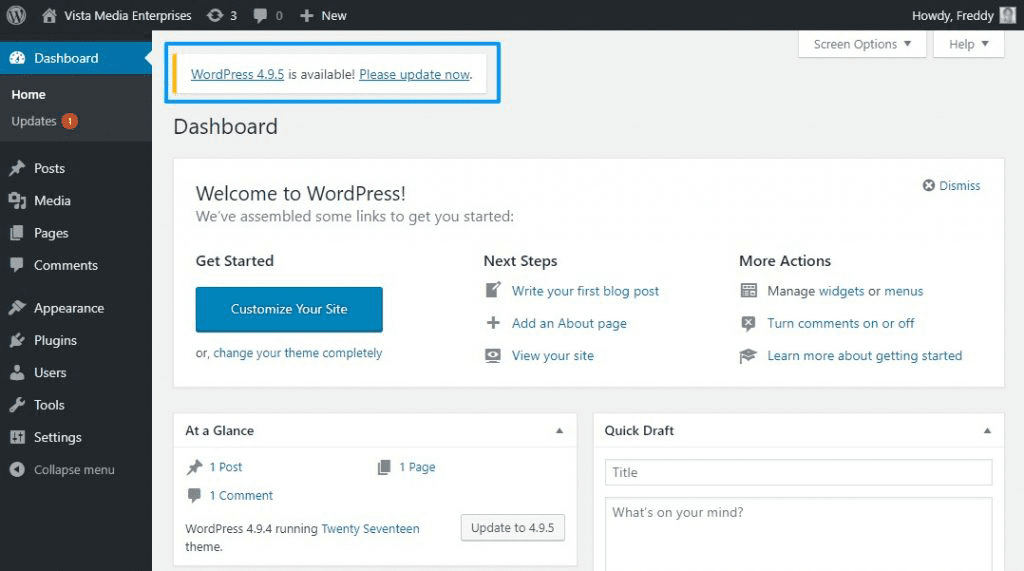 Vista Media Enterprises 3 0 New Howdy, Freddy
Screen Options Help
Dashboard
Home
Updates 1
Posts
Media
Pages
Comments
Appearance
Plugins
Users
Tools
Settings
Collapse menu
WordPress 4.9.5 is available! Please update now.
Dashboard
Welcome to WordPress!
Dismiss
We've assembled some links to get you started:
Get Started
Customize Your Site
or, change your theme completely
Next Steps
Write your first blog post
Add an About page
View your site
More Actions
Manage widgets or menus
Turn comments on or off
Learn more about getting started
At a Glance
1 Post
1 Page
1 Comment
WordPress 4.9.4 running Twenty Seventeen
theme.
Update to 4.9.5
Quick Draft
Title
What's on your mind?